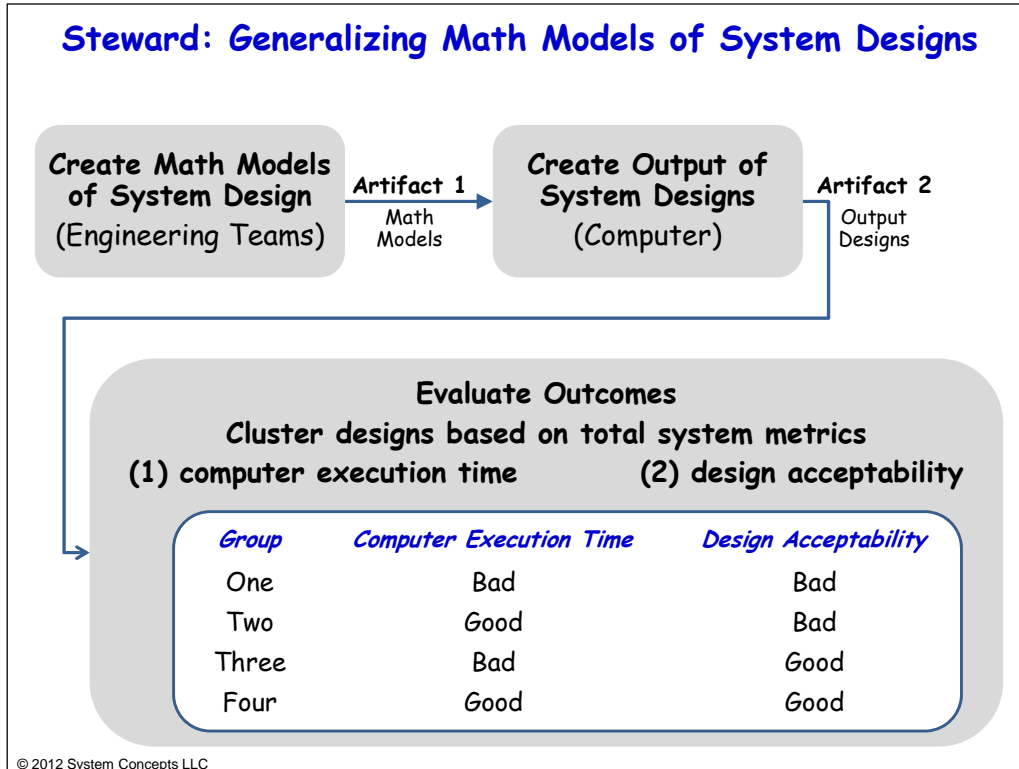 Steward: Generalizing Math Models of System Designs
Create Math Models
of System Design
(Engineering Teams)
Artifact 1
Math
Models
Create Output of
System Designs
(Computer)
Artifact 2
Output
Designs
Evaluate Outcomes
Cluster designs based on total system metrics
(1) computer execution time (2) design acceptability
Group Computer Execution Time Design Acceptability
One Bad Bad
Two Good Bad
Three Bad Good
Four Good Good
© 2012 System Concepts LLC